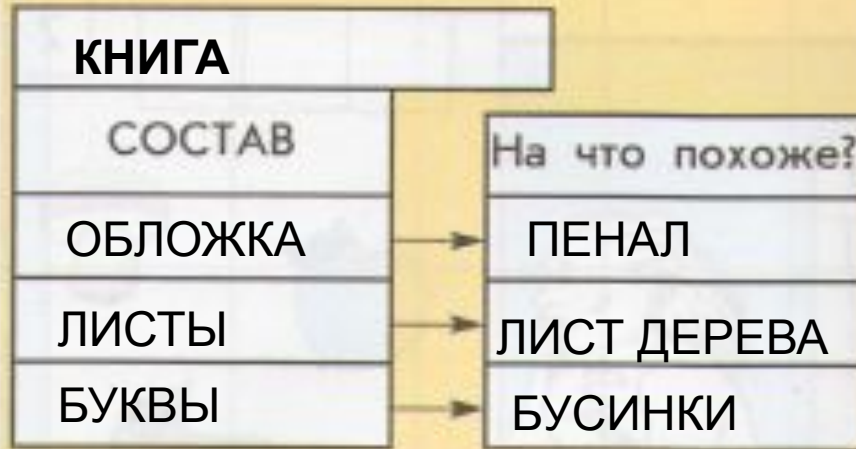 КНИГА
СОСТАВ
На что похоже?
ОБЛОЖКА
ПЕНАЛ
ЛИСТЫ
ЛИСТ ДЕРЕВА
БУКВЫ
БУСИНКИ